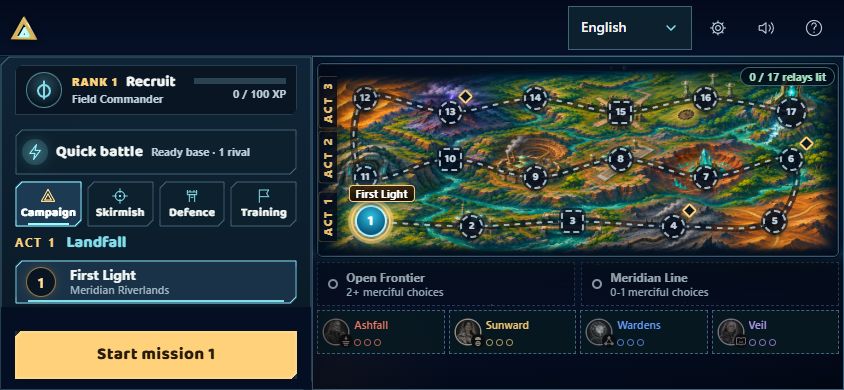 English
RANK 1 Recruit
Field Commander
0 / 100 XP
Quick battle Ready base · 1 rival
Campaign
Skirmish
Defence
Training
ACT 1 Landfall
1
First Light
Meridian Riverlands
Start mission 1
0 / 17 relays lit
ACT 3
12
13
14
15
16
17
ACT 2
11
10
9
8
7
6
ACT 1
First Light
1
2
3
4
5
Open Frontier
2+ merciful choices
Meridian Line
0-1 merciful choices
Ashfall
Sunward
Wardens
Veil